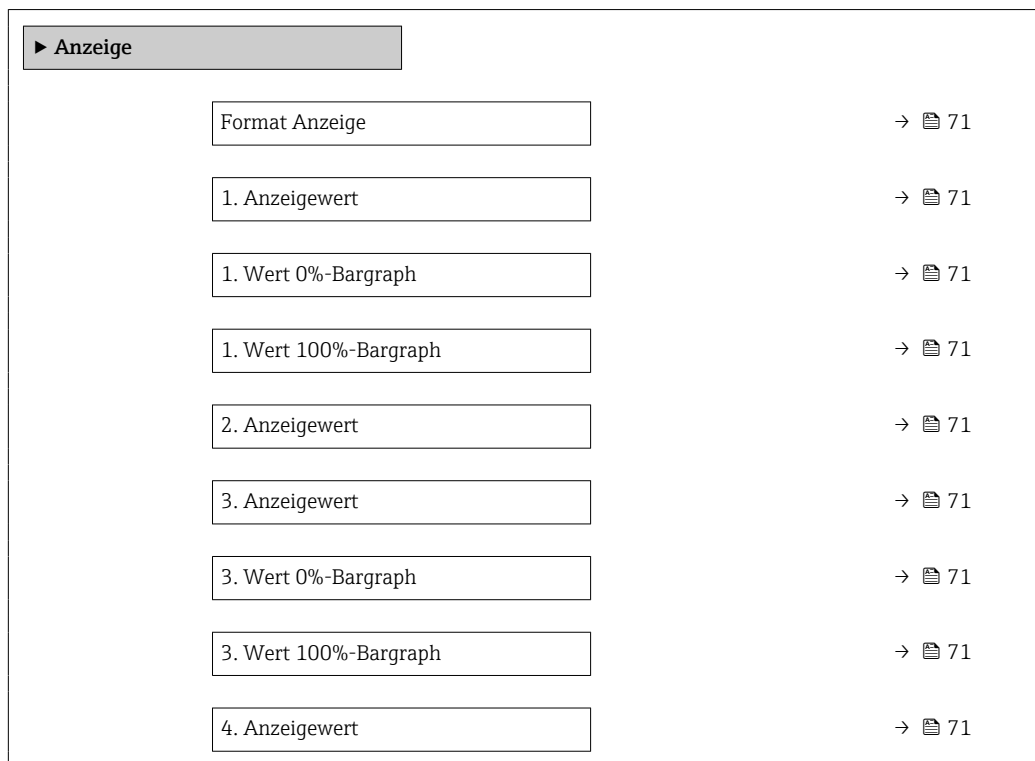 ▶ Anzeige
Format Anzeige → 71
1. Anzeigewert → 71
1. Wert 0%-Bargraph → 71
1. Wert 100%-Bargraph → 71
2. Anzeigewert → 71
3. Anzeigewert → 71
3. Wert 0%-Bargraph → 71
3. Wert 100%-Bargraph → 71
4. Anzeigewert → 71